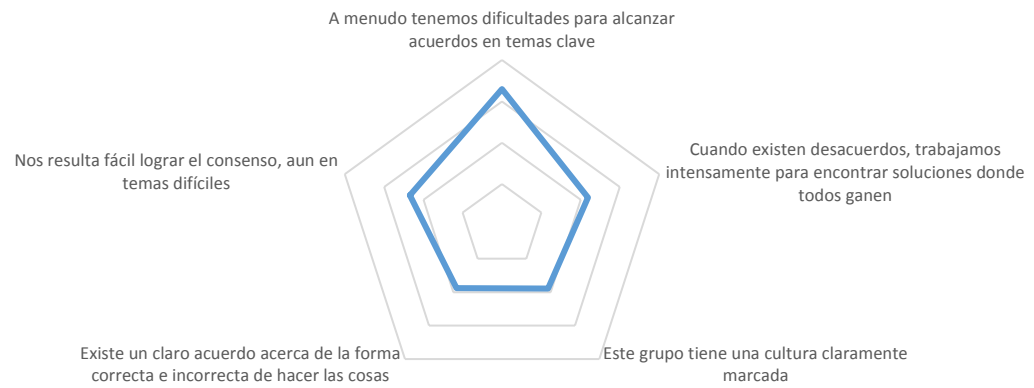 A menudo tenemos dificultades para alcanzar
acuerdos en temas clave
Cuando existen desacuerdos, trabajamos
intensamente para encontrar soluciones donde
todos ganen
Este grupo tiene una cultura claramente
marcada
Existe un claro acuerdo acerca de la forma
correcta e incorrecta de hacer las cosas
Nos resulta fácil lograr el consenso, aun en
temas difíciles